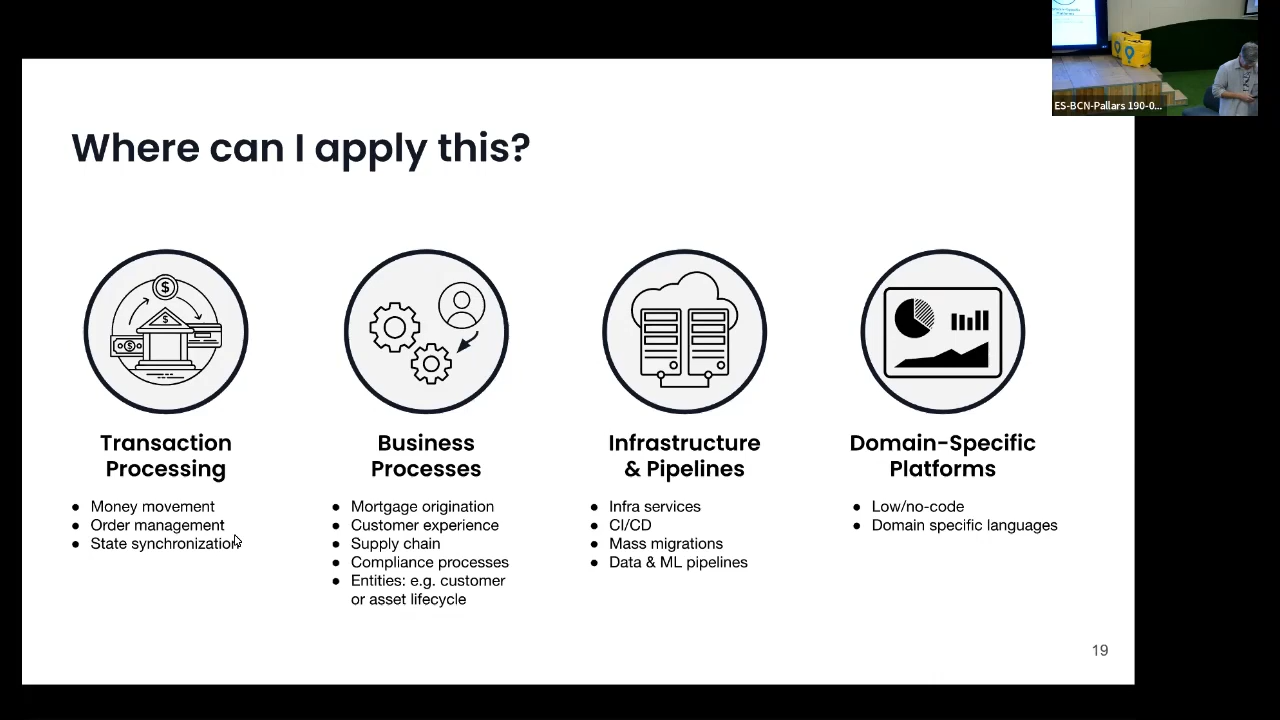 ES-BCN-Pallars 190-0...
Where can I apply this?
Transaction
Processing
● Money movement
● Order management
● State synchronization
Business
Processes
● Mortgage origination
● Customer experience
● Supply chain
● Compliance processes
● Entities: e.g. customer
or asset lifecycle
Infrastructure
& Pipelines
● Infra services
● CI/CD
● Mass migrations
● Data & ML pipelines
Domain-Specific
Platforms
● Low/no-code
● Domain specific languages
19